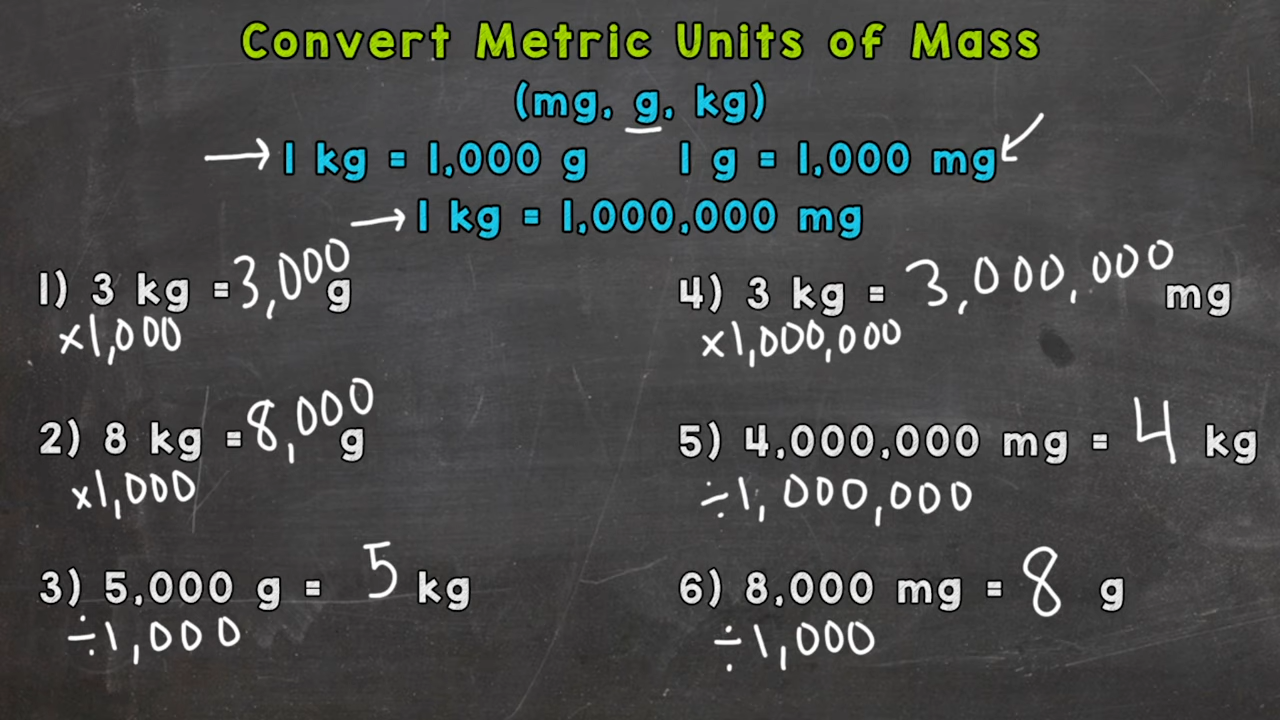 Convert Metric Units of Mass
(mg, g, kg)
1 kg = 1,000 g 1 g = 1,000 mg
1 kg = 1,000,000 mg
1) 3 kg = 3,000 g
×1,000
2) 8 kg = 8,000 g
×1,000
3) 5,000 g = 5 kg
÷1,000
4) 3 kg = 3,000,000 mg
×1,000,000
5) 4,000,000 mg = 4 kg
÷1,000,000
6) 8,000 mg = 8 g
÷1,000